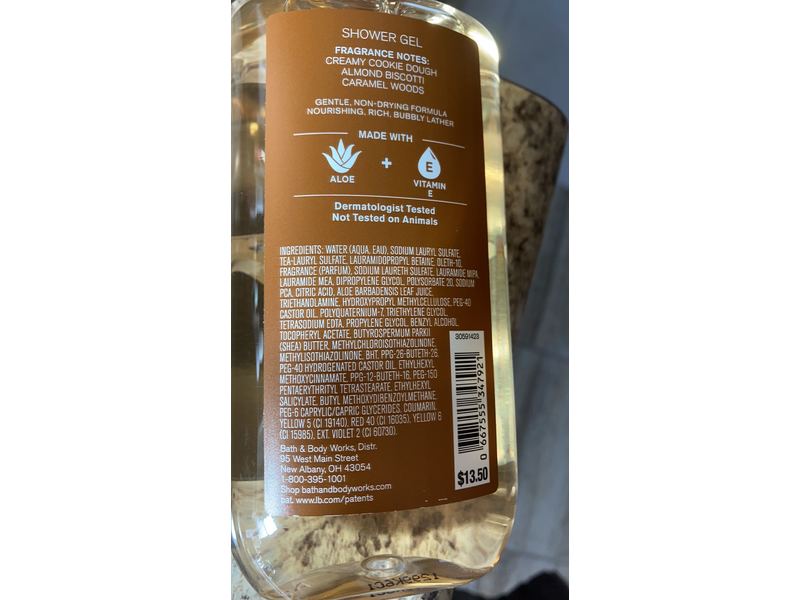 SHOWER GEL
FRAGRANCE NOTES:
CREAMY COOKIE DOUGH
ALMOND BISCOTTI
CARAMEL WOODS
GENTLE, NON-DRYING FORMULA
NOURISHING, RICH, BUBBLY LATHER
MADE WITH
ALOE
+
E
VITAMIN
E
Dermatologist Tested
Not Tested on Animals
INGREDIENTS: WATER (AQUA, EAU), SODIUM LAURYL SULFATE,
TEA-LAURYL SULFATE, LAURAMIDOPROPYL BETAINE, OLETH-10,
FRAGRANCE (PARFUM), SODIUM LAURETH SULFATE, LAURAMIDE MIPA,
LAURAMIDE MEA, DIPROPYLENE GLYCOL, POLYSORBATE 20, SODIUM
PCA, CITRIC ACID, ALOE BARBADENSIS LEAF JUICE,
TRIETHANOLAMINE, HYDROXYPROPYL METHYLCELLULOSE, PEG-40
CASTOR OIL, POLYQUATERNIUM-7, TRIETHYLENE GLYCOL,
TETRASODIUM EDTA, PROPYLENE GLYCOL, BENZYL ALCOHOL,
TOCOPHERYL ACETATE, BUTYROSPERMUM PARKII
(SHEA) BUTTER, METHYLCHLOROISOTHIAZOLINONE,
METHYLISOTHIAZOLINONE, BHT, PPG-26-BUTETH-26,
PEG-40 HYDROGENATED CASTOR OIL, ETHYLHEXYL
METHOXYCINNAMATE, PPG-12-BUTETH-16, PEG-150
PENTAERYTHRITYL TETRASTEARATE, ETHYLHEXYL
SALICYLATE, BUTYL METHOXYDIBENZOYLMETHANE,
PEG-6 CAPRYLIC/CAPRIC GLYCERIDES, COUMARIN,
YELLOW 5 (CI 19140), RED 40 (CI 16035), YELLOW 6
(CI 15985), EXT. VIOLET 2 (CI 60730).
Bath & Body Works, Distr.
95 West Main Street
New Albany, OH 43054
1-800-395-1001
Shop bathandbodyworks.com
pat. www.lb.com/patents
30591423
0 667555 347921
$13.50